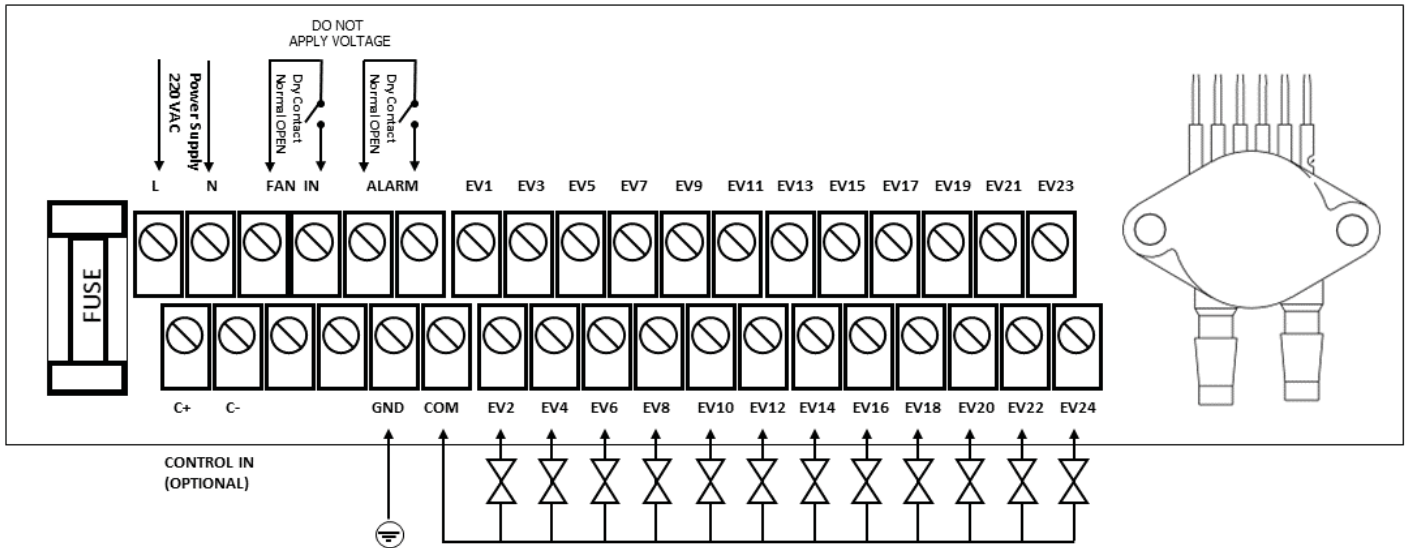 DO NOT
APPLY VOLTAGE
Power Supply
220 VAC
Dry Contact
Normal OPEN
Dry Contact
Normal OPEN
L N FAN IN ALARM EV1 EV3 EV5 EV7 EV9 EV11 EV13 EV15 EV17 EV19 EV21 EV23
FUSE
C+ C- GND COM EV2 EV4 EV6 EV8 EV10 EV12 EV14 EV16 EV18 EV20 EV22 EV24
CONTROL IN
(OPTIONAL)